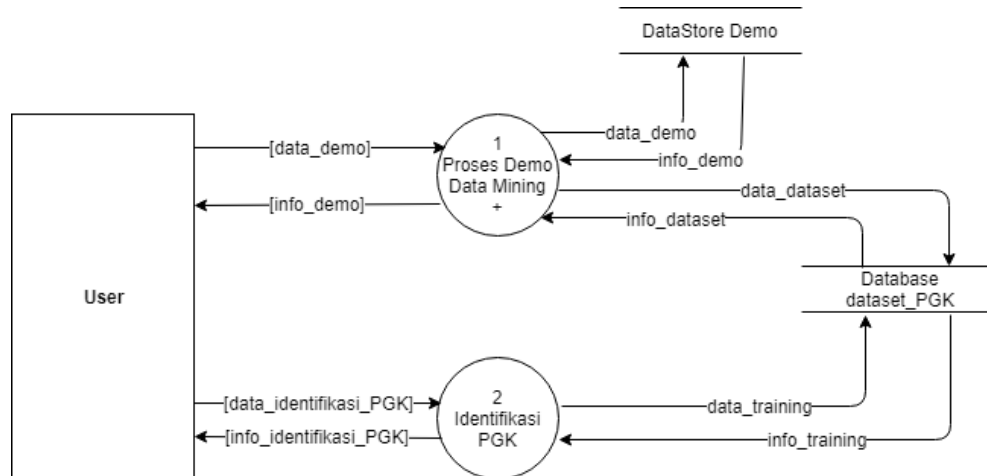 DataStore Demo
data_demo
info_demo
[data_demo]
1
Proses Demo
Data Mining
+
[info_demo]
data_dataset
info_dataset
User
Database
dataset_PGK
[data_identifikasi_PGK]
[info_identifikasi_PGK]
2
Identifikasi
PGK
data_training
info_training